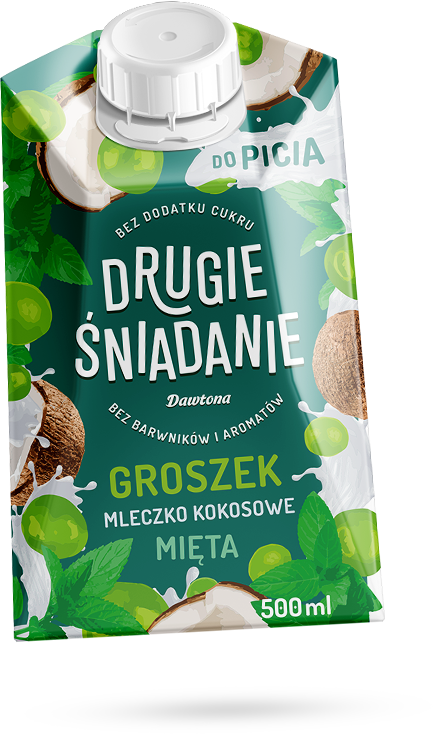 DO PICIA
BEZ DODATKU CUKRU
DRUGIE
ŚNIADANIE
Dawtona
BEZ BARWNIKÓW I AROMATÓW
GROSZEK
MLECZKO KOKOSOWE
MIĘTA
500 ml